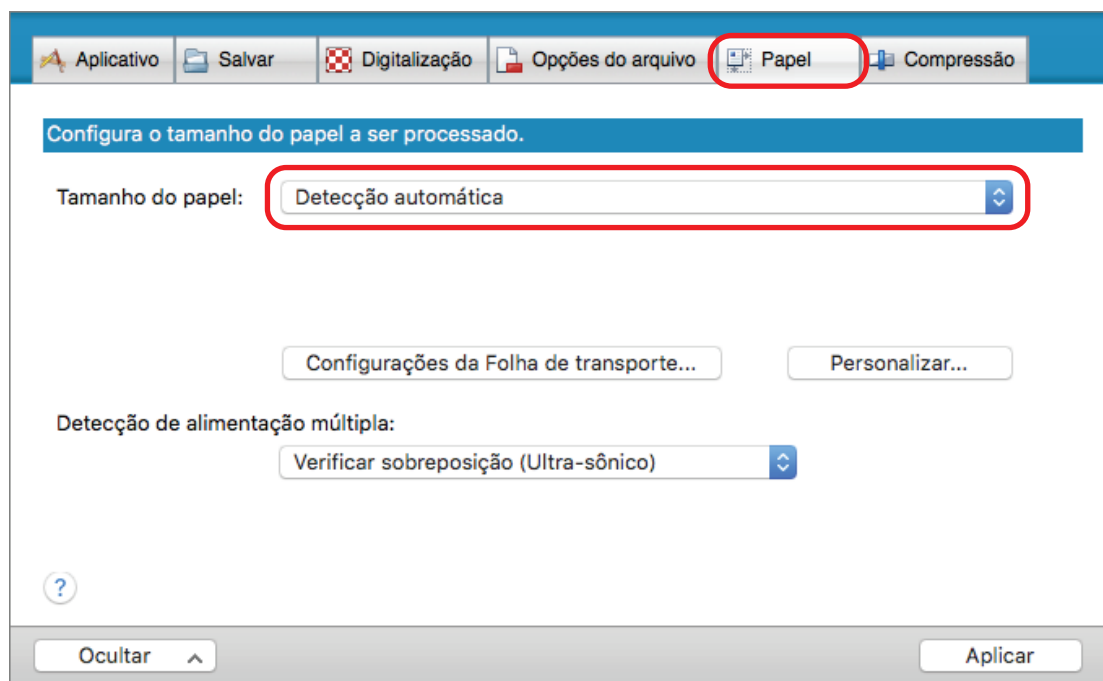 Aplicativo Salvar Digitalização Opções do arquivo Papel Compressão
Configura o tamanho do papel a ser processado.
Tamanho do papel: Detecção automática
Configurações da Folha de transporte... Personalizar...
Detecção de alimentação múltipla:
Verificar sobreposição (Ultra-sônico)
?
Ocultar Aplicar